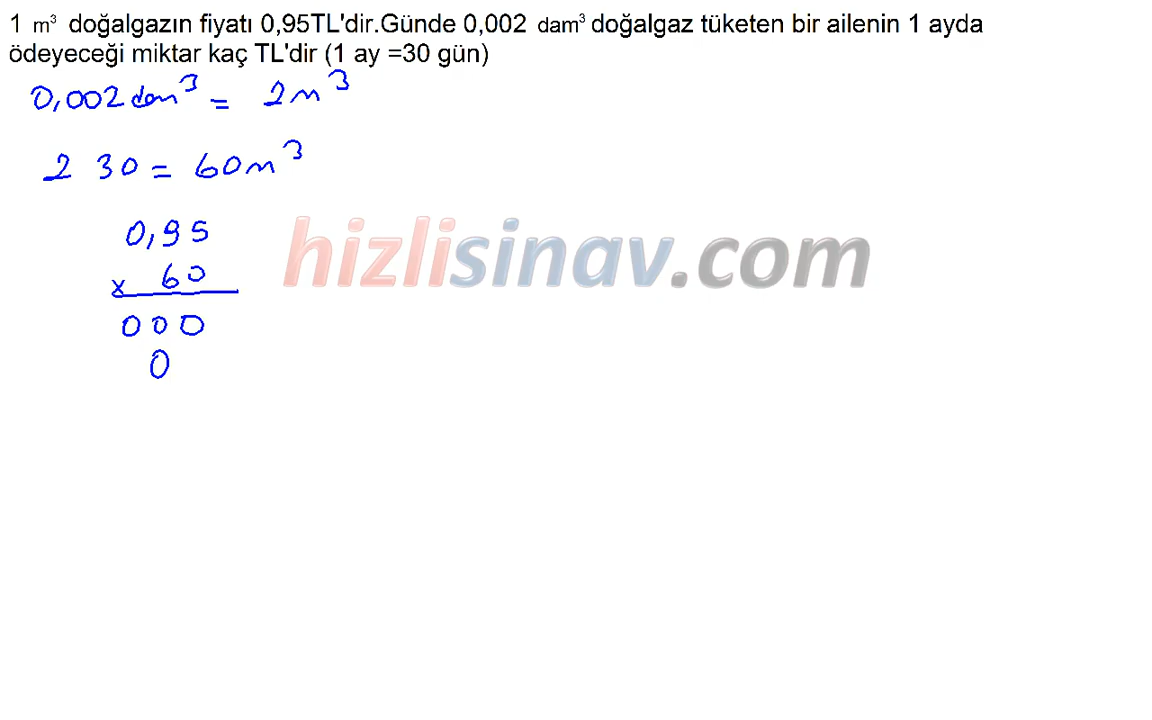 1 m³ doğalgazın fiyatı 0,95TL'dir.Günde 0,002 dam³ doğalgaz tüketen bir ailenin 1 ayda
ödeyeceği miktar kaç TL'dir (1 ay =30 gün)
0,002 dam³ = 2m³
2 30 = 60m³
0,95
x 60
000
0
hizlisinav.com